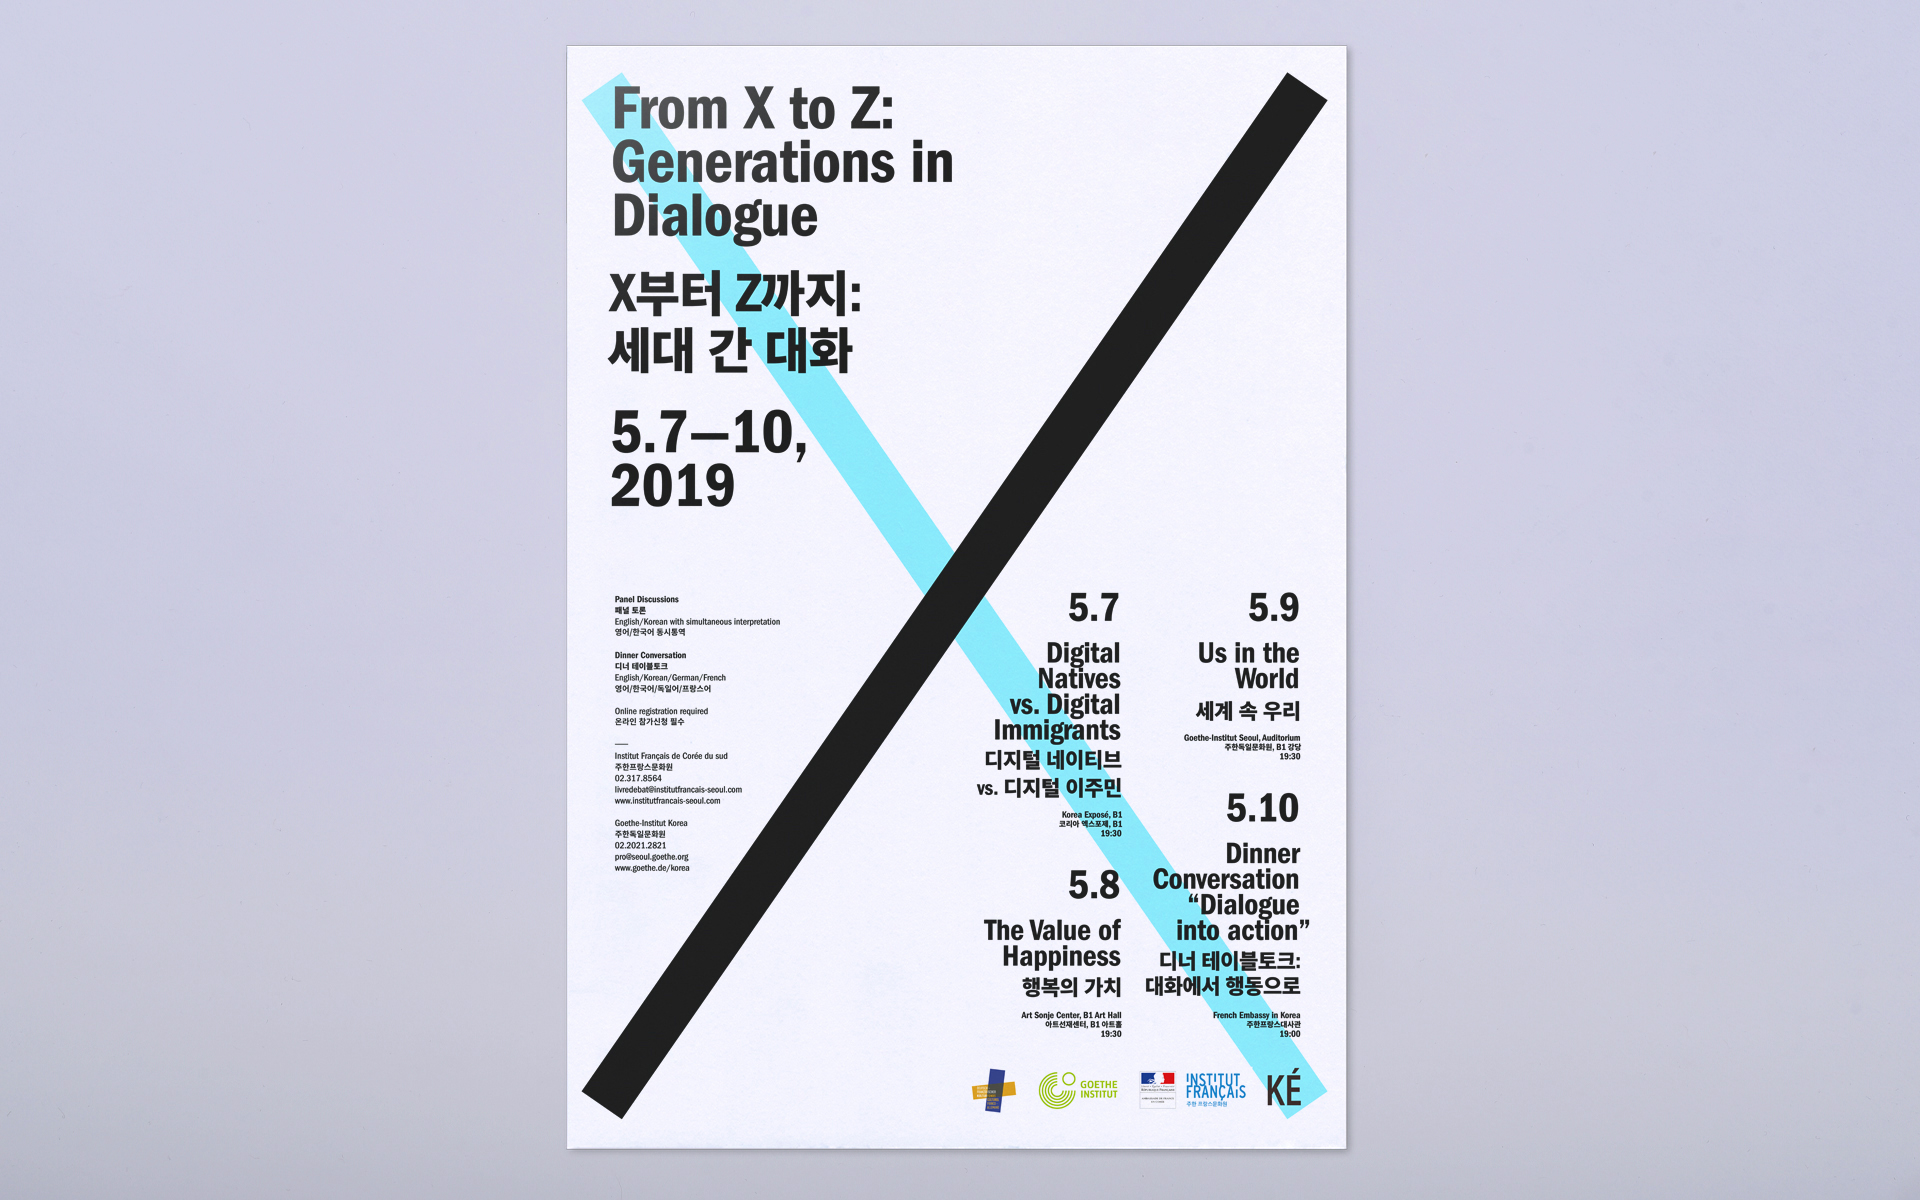 From X to Z:
Generations in
Dialogue
X부터 Z까지:
세대 간 대화
5.7—10,
2019
Panel Discussions
패널 토론
English/Korean with simultaneous interpretation
영어/한국어 동시통역
Dinner Conversation
디너 테이블토크
English/Korean/German/French
영어/한국어/독일어/프랑스어
Online registration required
온라인 참가신청 필수
Institut Français de Corée du sud
주한프랑스문화원
02.317.8564
livredebat@institutfrancais-seoul.com
www.institutfrancais-seoul.com
Goethe-Institut Korea
주한독일문화원
02.2021.2821
pro@seoul.goethe.org
www.goethe.de/korea
5.7
Digital
Natives
vs. Digital
Immigrants
디지털 네이티브
vs. 디지털 이주민
Korea Exposé, B1
코리아 엑스포제, B1
19:30
5.8
The Value of
Happiness
행복의 가치
Art Sonje Center, B1 Art Hall
아트선재센터, B1 아트홀
19:30
5.9
Us in the
World
세계 속 우리
Goethe-Institut Seoul, Auditorium
주한독일문화원, B1 강당
19:30
5.10
Dinner
Conversation
“Dialogue
into action”
디너 테이블토크:
대화에서 행동으로
French Embassy in Korea
주한프랑스대사관
19:00
GOETHE
INSTITUT
INSTITUT
FRANÇAIS
주한 프랑스문화원
KÉ